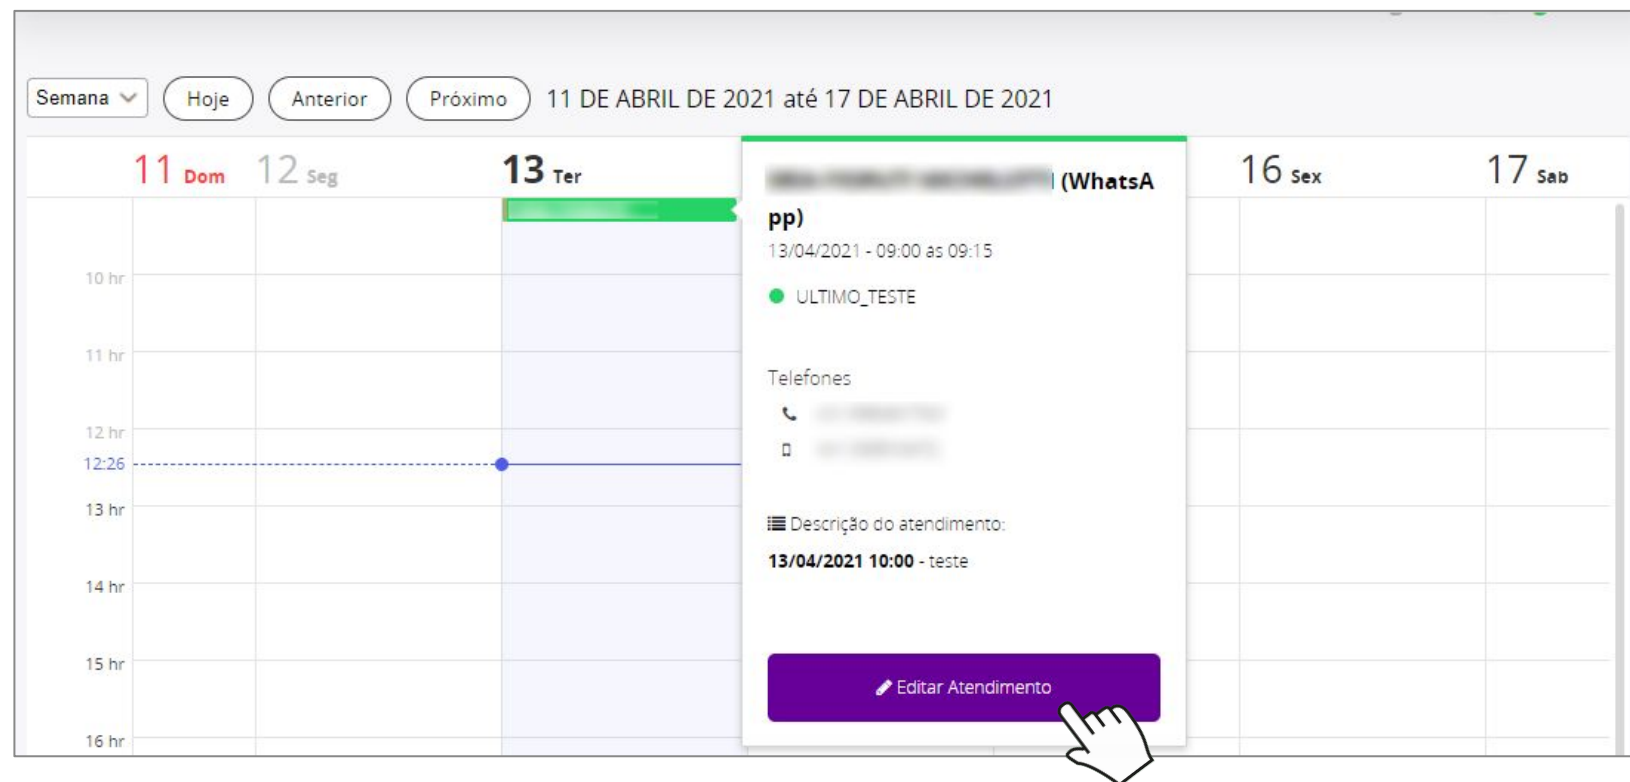 Semana Hoje Anterior Próximo 11 DE ABRIL DE 2021 até 17 DE ABRIL DE 2021
11 Dom 12 Seg 13 Ter 16 Sex 17 Sab
(WhatsA
pp)
13/04/2021 - 09:00 às 09:15
ULTIMO_TESTE
Telefones
Descrição do atendimento:
13/04/2021 10:00 - teste
Editar Atendimento
10 hr
11 hr
12 hr
12:26
13 hr
14 hr
15 hr
16 hr